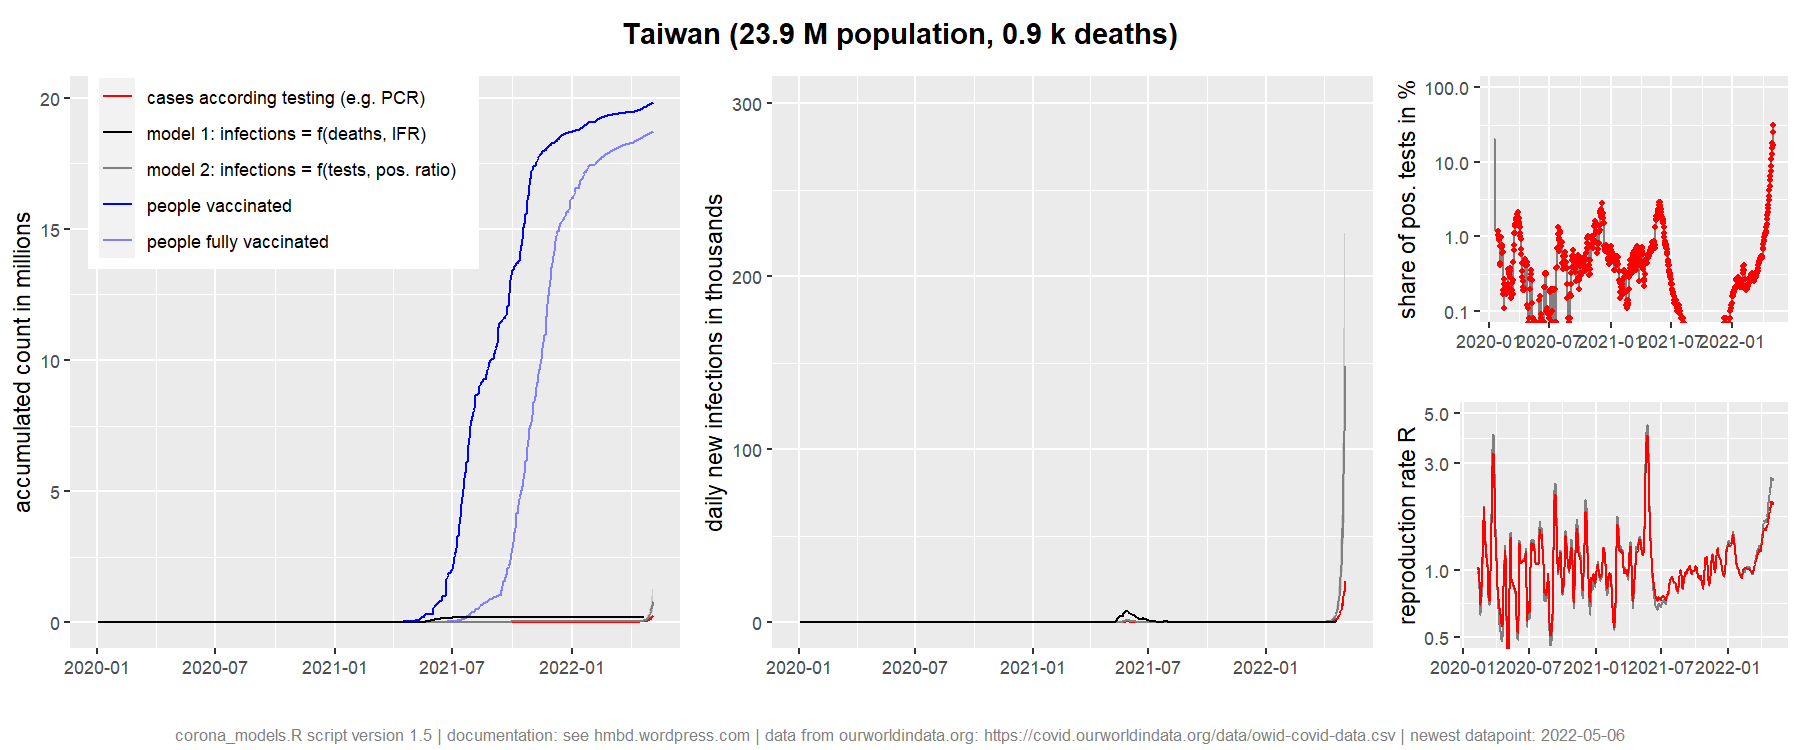 Taiwan (23.9 M population, 0.9 k deaths)
accumulated count in millions
20
15
10
5
0
cases according testing (e.g. PCR)
model 1: infections = f(deaths, IFR)
model 2: infections = f(tests, pos. ratio)
people vaccinated
people fully vaccinated
2020-01 2020-07 2021-01 2021-07 2022-01
daily new infections in thousands
300
200
100
0
2020-01 2020-07 2021-01 2021-07 2022-01
share of pos. tests in %
100.0
10.0
1.0
0.1
2020-01 2020-07 2021-01 2021-07 2022-01
reproduction rate R
5.0
3.0
1.0
0.5
2020-01 2020-07 2021-01 2021-07 2022-01
corona_models.R script version 1.5 | documentation: see hmbd.wordpress.com | data from ourworldindata.org: https://covid.ourworldindata.org/data/owid-covid-data.csv | newest datapoint: 2022-05-06